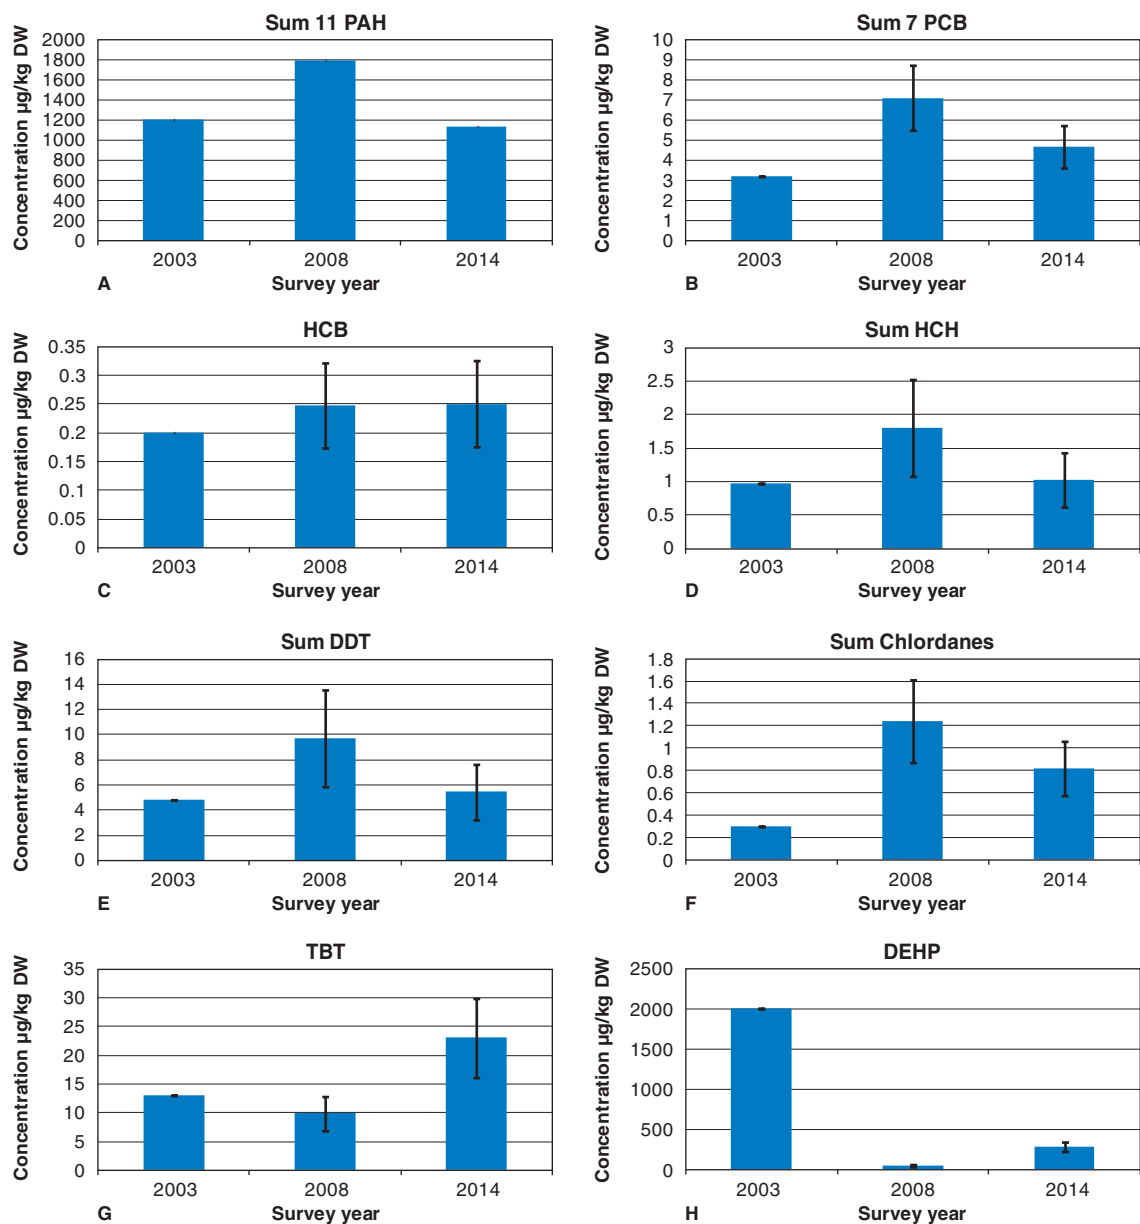 Sum 11 PAH
Concentration µg/kg DW
2000
1800
1600
1400
1200
1000
800
600
400
200
0
2003 2008 2014
A Survey year
Sum 7 PCB
Concentration µg/kg DW
10
9
8
7
6
5
4
3
2
1
0
2003 2008 2014
B Survey year
HCB
Concentration µg/kg DW
0.35
0.3
0.25
0.2
0.15
0.1
0.05
0
2003 2008 2014
C Survey year
Sum HCH
Concentration µg/kg DW
3
2.5
2
1.5
1
0.5
0
2003 2008 2014
D Survey year
Sum DDT
Concentration µg/kg DW
16
14
12
10
8
6
4
2
0
2003 2008 2014
E Survey year
Sum Chlordanes
Concentration µg/kg DW
1.8
1.6
1.4
1.2
1
0.8
0.6
0.4
0.2
0
2003 2008 2014
F Survey year
TBT
Concentration µg/kg DW
35
30
25
20
15
10
5
0
2003 2008 2014
G Survey year
DEHP
Concentration µg/kg DW
2500
2000
1500
1000
500
0
2003 2008 2014
H Survey year